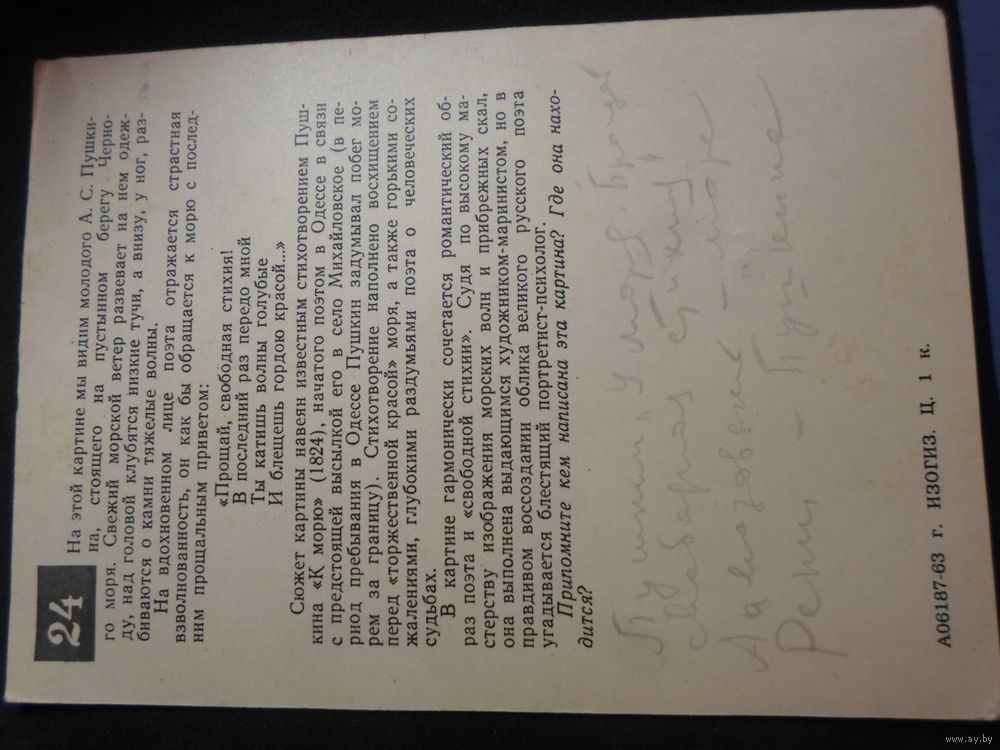 24
На этой картине мы видим молодого А. С. Пушки-
на, стоящего на пустынном берегу Черно-
го моря. Свежий морской ветер развевает на нем одеж-
ду, над головой клубятся низкие тучи, а внизу, у ног, раз-
биваются о камни тяжелые волны.
На вдохновенном лице поэта отражается страстная
взволнованность, он как бы обращается к морю с послед-
ним прощальным приветом:
«Прощай, свободная стихия!
В последний раз передо мной
Ты катишь волны голубые
И блещешь гордою красой...»
Сюжет картины навеян известным стихотворением Пуш-
кина «К морю» (1824), начатого поэтом в Одессе в связи
с предстоящей высылкой его в село Михайловское (в пе-
риод пребывания в Одессе Пушкин задумывал побег мо-
рем за границу). Стихотворение наполнено восхищением
перед «торжественной красой» моря, а также горькими со-
жалениями, глубокими раздумьями поэта о человеческих
судьбах.
В картине гармонически сочетается романтический об-
раз поэта и «свободной стихии». Судя по высокому ма-
стерству изображения морских волн и прибрежных скал,
она выполнена выдающимся художником-маринистом, но в
правдивом воссоздании облика великого русского поэта
угадывается блестящий портретист-психолог.
Припомните кем написана эта картина? Где она нахо-
дится?
Пушкин у моря.
стихия
Айвазовский – море
Репин – Пушкина
А06187-63 г. ИЗОГИЗ. Ц. 1 к.
www.ay.by